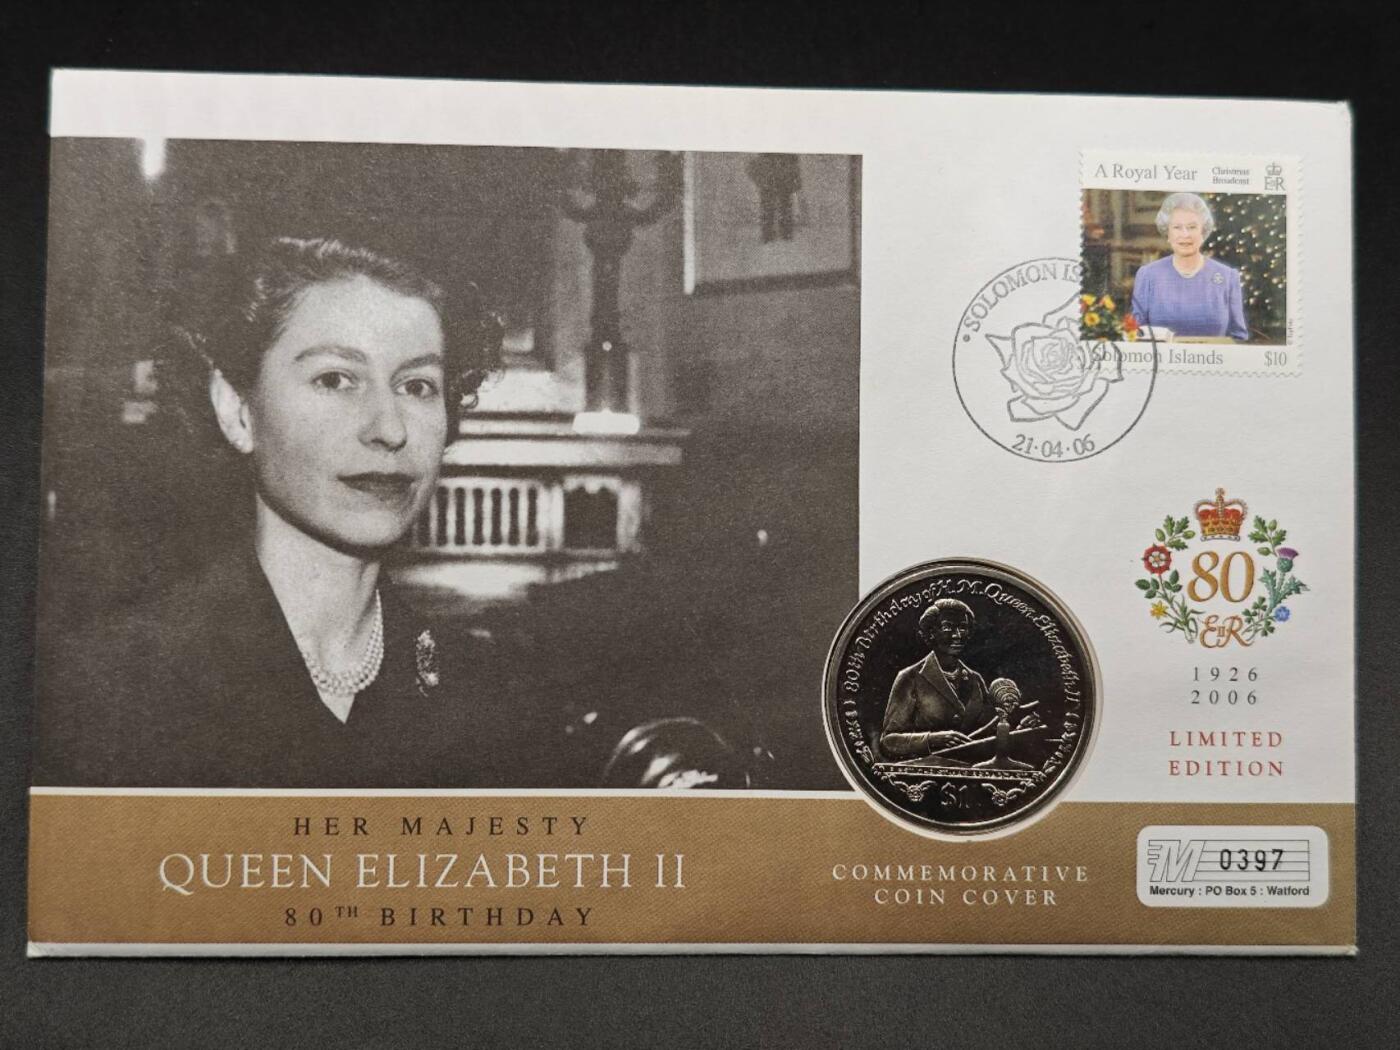 A Royal Year
Christmas
Broadcast
E II R
Solomon Islands
$10
SOLOMON IS
21·04·06
80
EIIR
1926
2006
LIMITED
EDITION
80th Birthday of H.M. Queen Elizabeth II
$1
HER MAJESTY
QUEEN ELIZABETH II
80TH BIRTHDAY
COMMEMORATIVE
COIN COVER
M 0397
Mercury : PO Box 5 : Watford